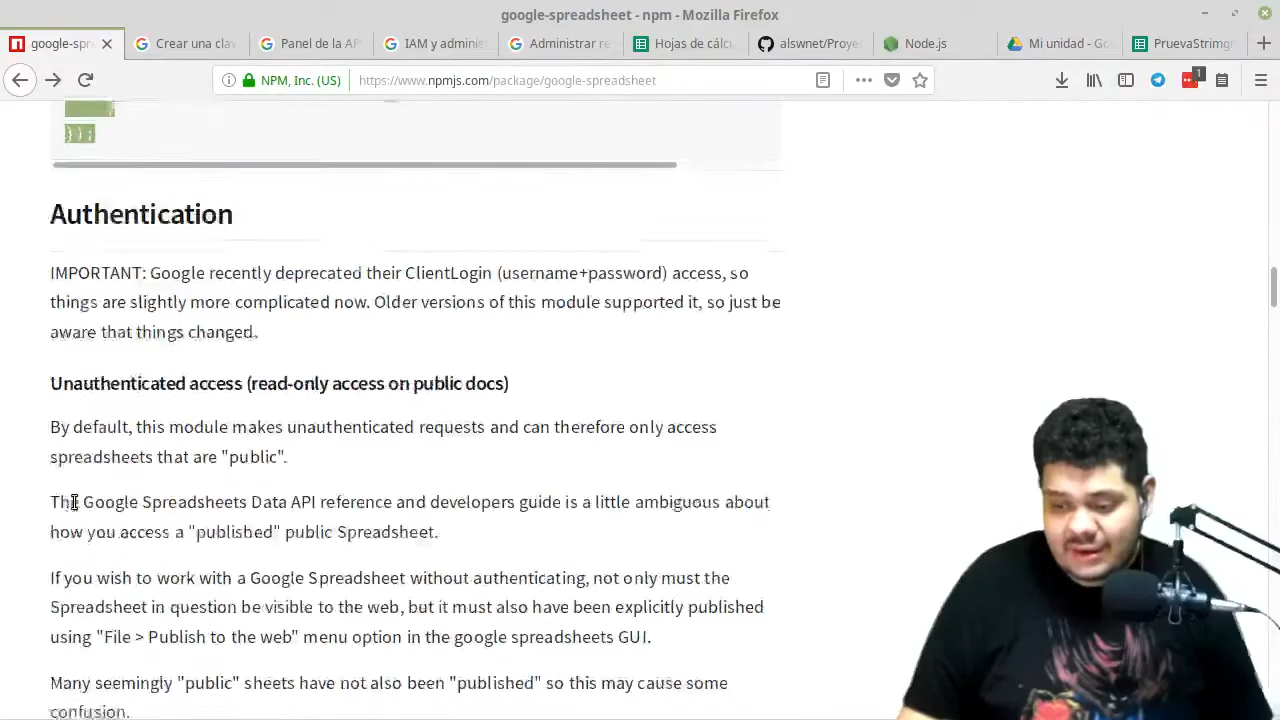 google-spreadsheet - npm - Mozilla Firefox
google-spr
Crear una clav
Panel de la AP
IAM y adminis
Administrar re
Hojas de cálcu
alswnet/Proye
Node.js
Mi unidad - Go
PruevaStrimg
NPM, Inc. (US)
https://www.npmjs.com/package/google-spreadsheet
1
});
Authentication
IMPORTANT: Google recently deprecated their ClientLogin (username+password) access, so
things are slightly more complicated now. Older versions of this module supported it, so just be
aware that things changed.
Unauthenticated access (read-only access on public docs)
By default, this module makes unauthenticated requests and can therefore only access
spreadsheets that are "public".
The Google Spreadsheets Data API reference and developers guide is a little ambiguous about
how you access a "published" public Spreadsheet.
If you wish to work with a Google Spreadsheet without authenticating, not only must the
Spreadsheet in question be visible to the web, but it must also have been explicitly published
using "File > Publish to the web" menu option in the google spreadsheets GUI.
Many seemingly "public" sheets have not also been "published" so this may cause some
confusion.